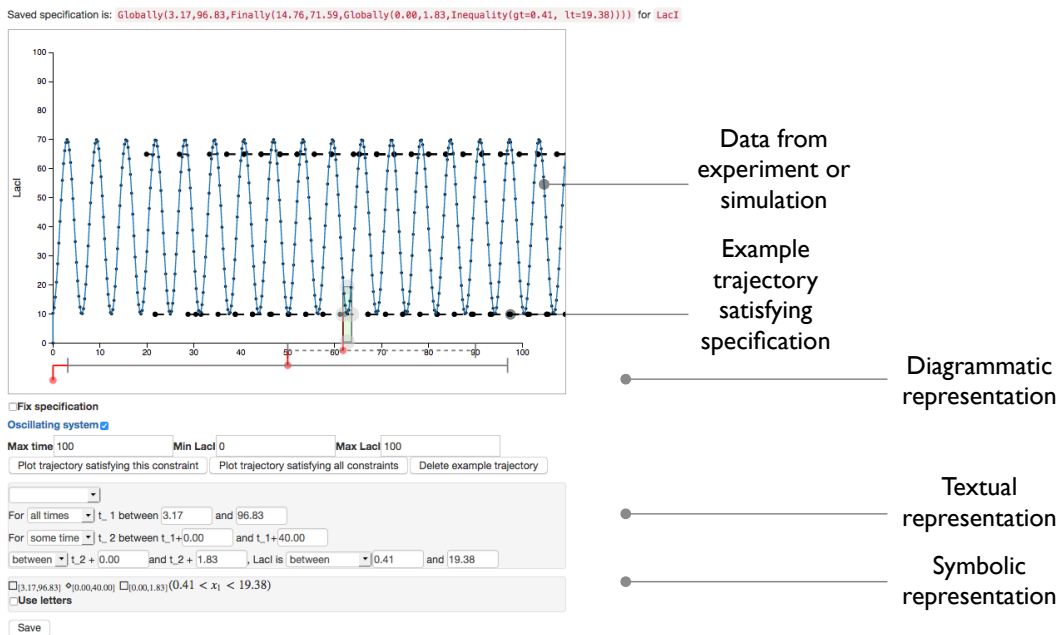 Saved specification is: Globally(3.17,96.83,Finally(14.76,71.59,Globally(0.00,1.83,Inequality(gt=0.41, lt=19.38)))) for LacI
100
90
80
70
60
50
40
30
20
10
0
LacI
0 10 20 30 40 50 60 70 80 90 100
Data from
experiment or
simulation
Example
trajectory
satisfying
specification
Diagrammatic
representation
Fix specification
Oscillating system
Max time 100 Min LacI 0 Max LacI 100
Plot trajectory satisfying this constraint Plot trajectory satisfying all constraints Delete example trajectory
For all times t_ 1 between 3.17 and 96.83
For some time t_ 2 between t_1+ 0.00 and t_1+ 40.00
between t_2 + 0.00 and t_2 + 1.83 , LacI is between 0.41 and 19.38
Textual
representation
□[3.17,96.83] ⋄[0.00,40.00] □[0.00,1.83](0.41 < x₁ < 19.38)
Use letters
Symbolic
representation
Save